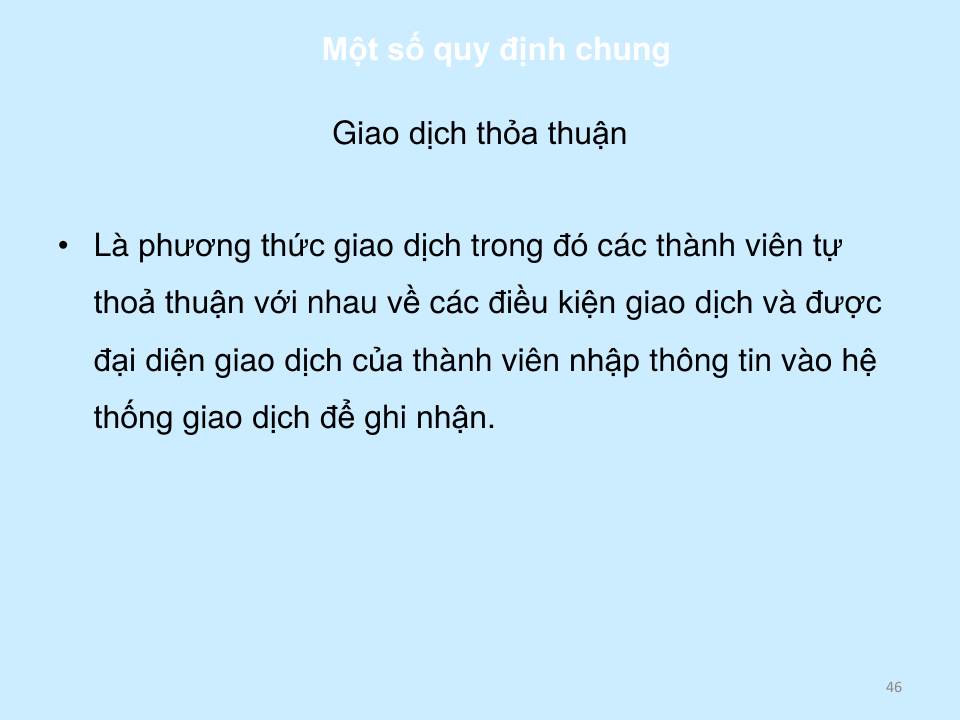 Một số quy định chung
Giao dịch thỏa thuận
• Là phương thức giao dịch trong đó các thành viên tự
thoả thuận với nhau về các điều kiện giao dịch và được
đại diện giao dịch của thành viên nhập thông tin vào hệ
thống giao dịch để ghi nhận.
46